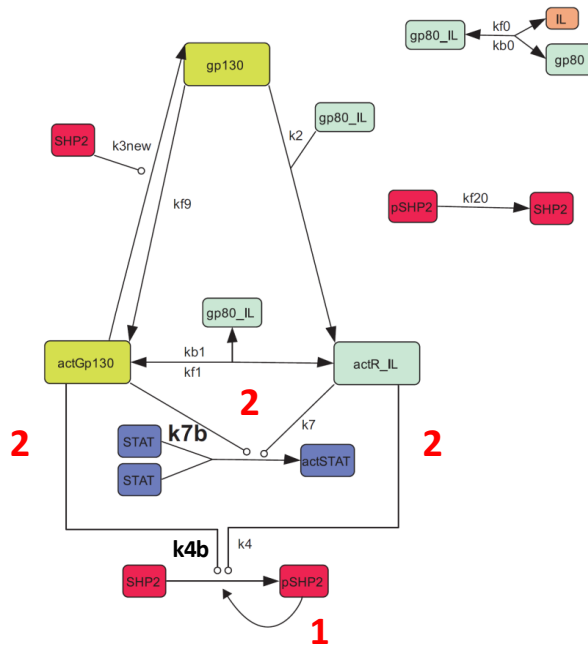 gp80_IL
kf0
kb0
IL
gp80
gp130
SHP2
k3new
k2
gp80_IL
kf9
pSHP2
kf20
SHP2
gp80_IL
actGp130
kb1
kf1
actR_IL
2
2
2
k7b
k7
STAT
STAT
actSTAT
k4b
k4
SHP2
pSHP2
1